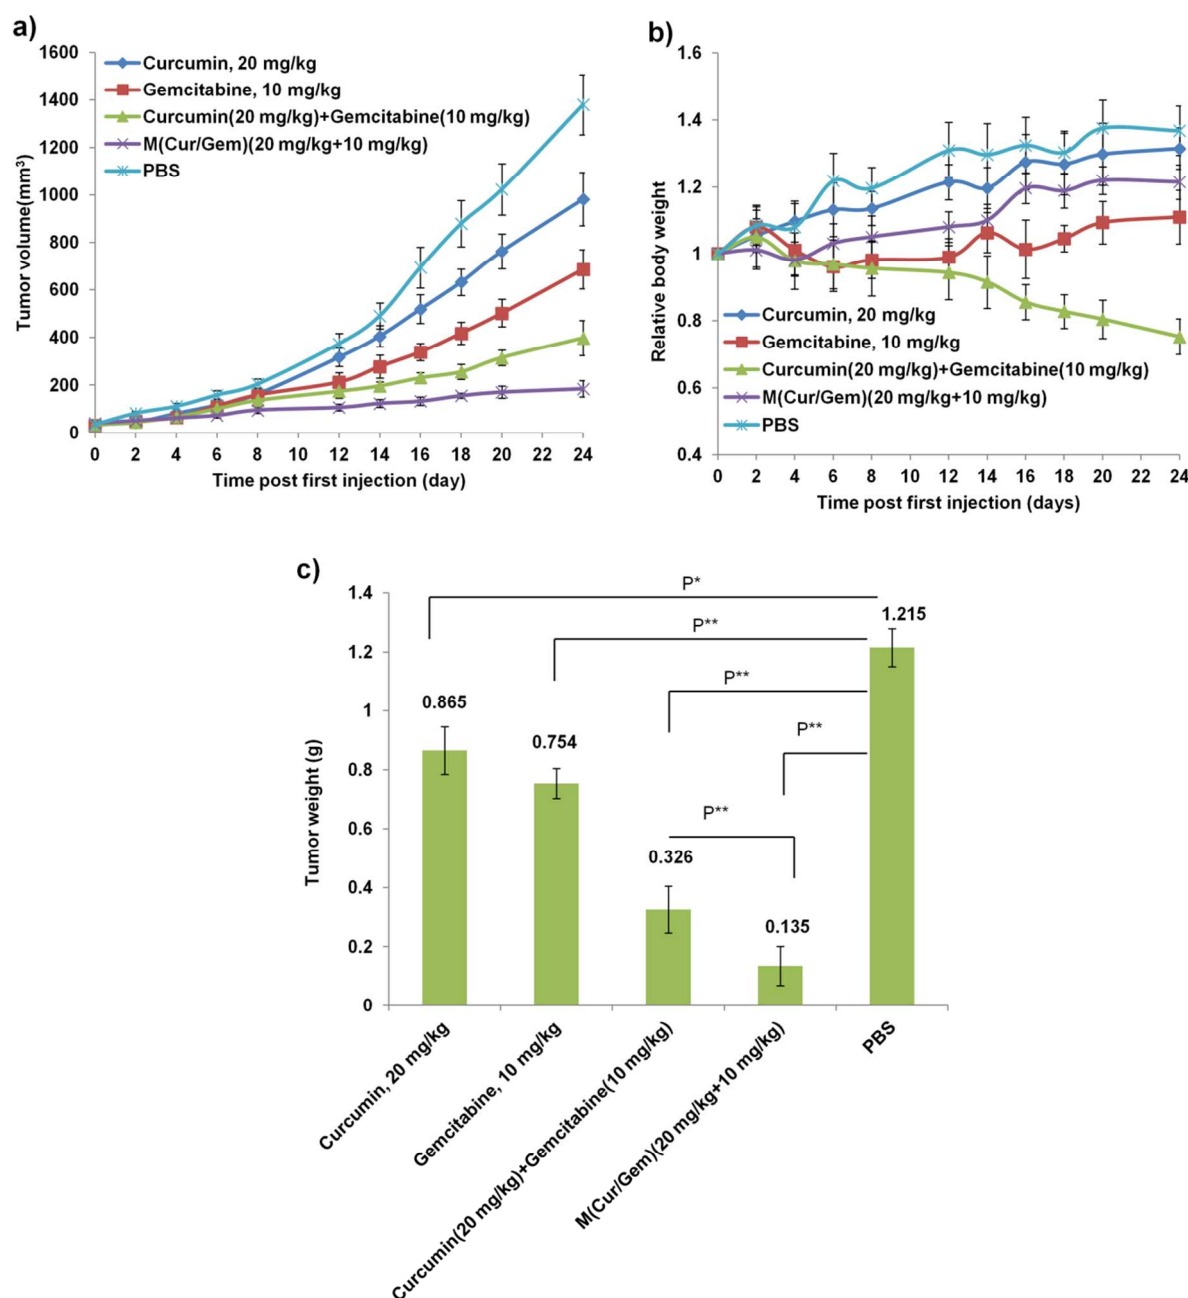 a)
1600
1400
1200
1000
800
600
400
200
0
Tumor volume(mm³)
Curcumin, 20 mg/kg
Gemcitabine, 10 mg/kg
Curcumin(20 mg/kg)+Gemcitabine(10 mg/kg)
M(Cur/Gem)(20 mg/kg+10 mg/kg)
PBS
0 2 4 6 8 10 12 14 16 18 20 22 24
Time post first injection (day)
b)
1.6
1.4
1.2
1
0.8
0.6
0.4
Relative body weight
Curcumin, 20 mg/kg
Gemcitabine, 10 mg/kg
Curcumin(20 mg/kg)+Gemcitabine(10 mg/kg)
M(Cur/Gem)(20 mg/kg+10 mg/kg)
PBS
0 2 4 6 8 10 12 14 16 18 20 22 24
Time post first injection (days)
c)
1.4
1.2
1
0.8
0.6
0.4
0.2
0
Tumor weight (g)
P*
P**
P**
P**
P**
0.865
0.754
0.326
0.135
1.215
Curcumin, 20 mg/kg
Gemcitabine, 10 mg/kg
Curcumin(20 mg/kg)+Gemcitabine(10 mg/kg)
M(Cur/Gem)(20 mg/kg+10 mg/kg)
PBS